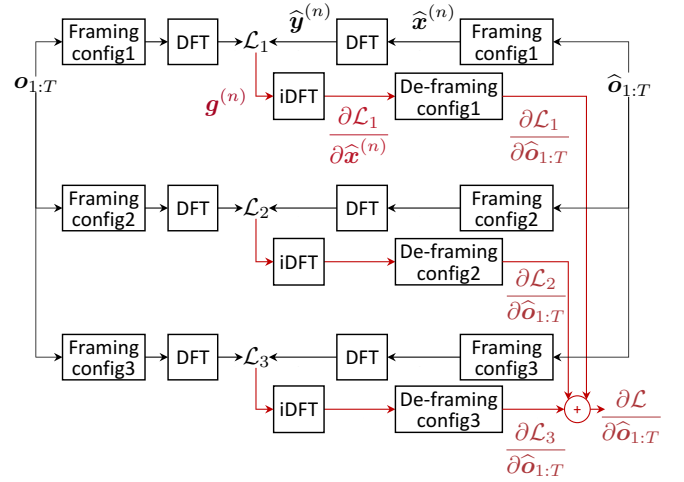 ŷ⁽ⁿ⁾ x̂⁽ⁿ⁾
Framing config1 DFT ℒ₁ DFT Framing config1
o₁:T ô₁:T
g⁽ⁿ⁾ iDFT De-framing config1
∂ℒ₁/∂x̂⁽ⁿ⁾ ∂ℒ₁/∂ô₁:T
Framing config2 DFT ℒ₂ DFT Framing config2
iDFT De-framing config2
∂ℒ₂/∂ô₁:T
Framing config3 DFT ℒ₃ DFT Framing config3
iDFT De-framing config3 + ∂ℒ/∂ô₁:T
∂ℒ₃/∂ô₁:T